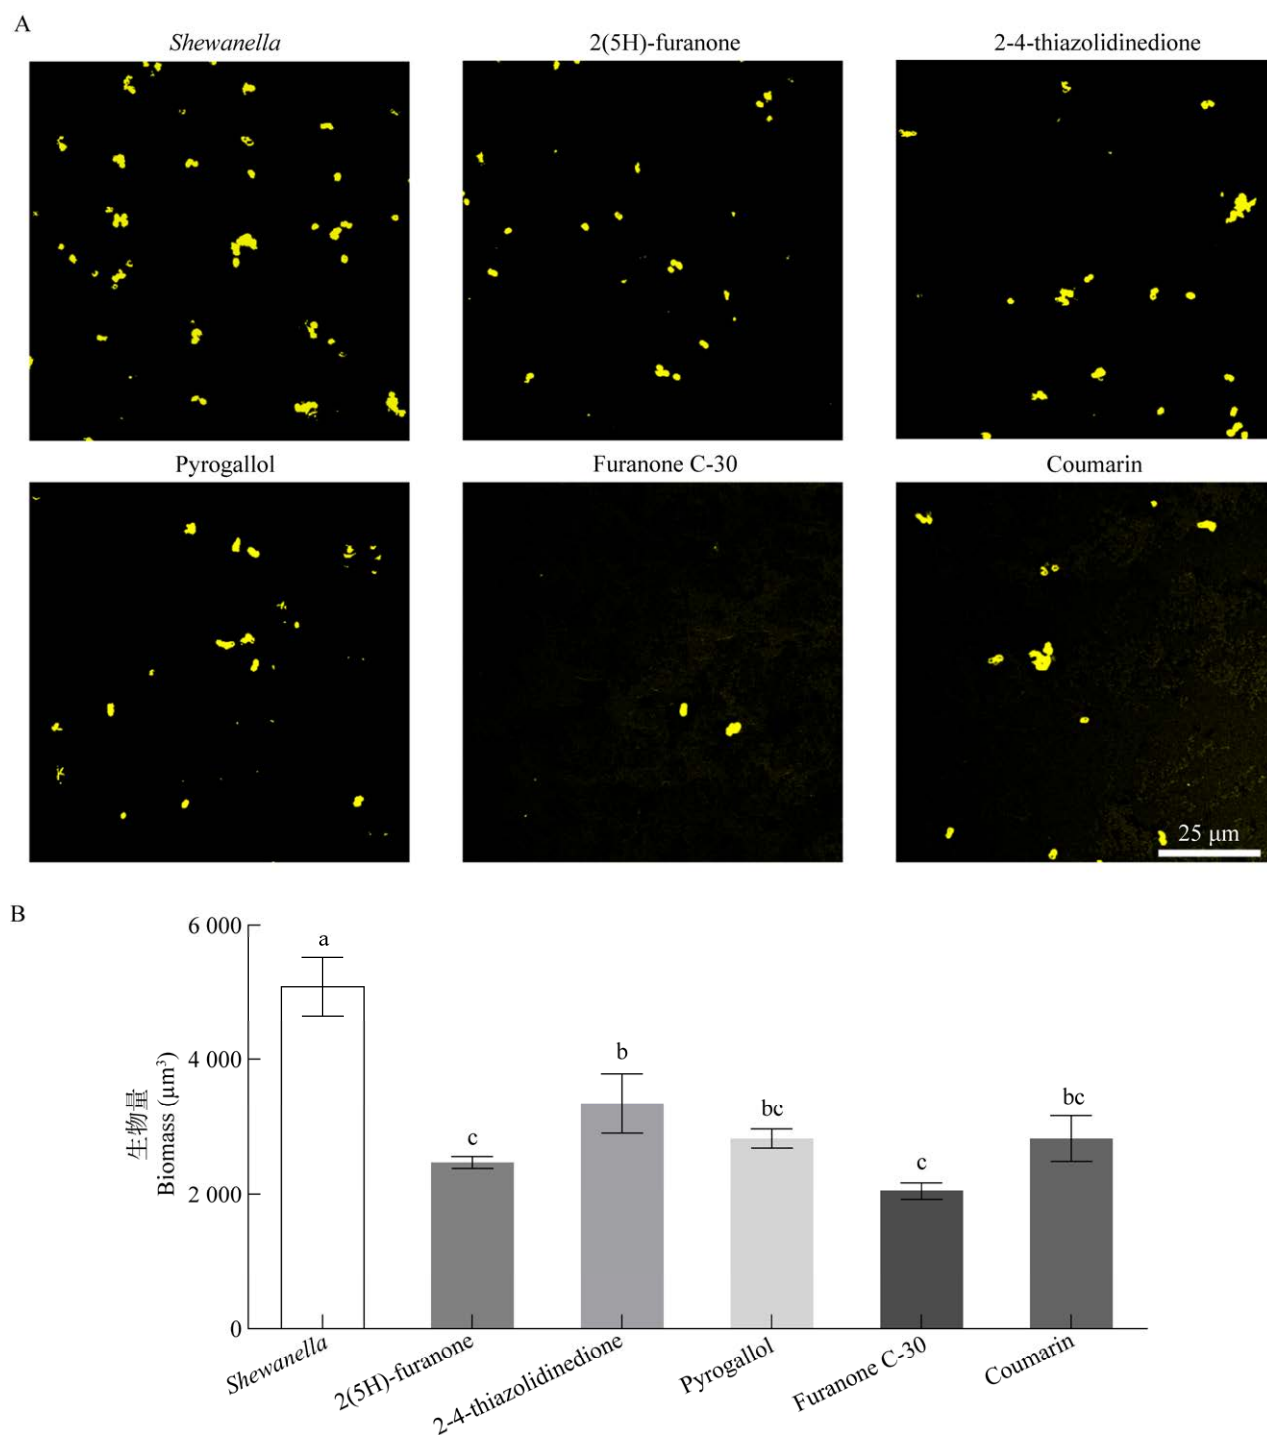 A
Shewanella
2(5H)-furanone
2-4-thiazolidinedione
Pyrogallol
Furanone C-30
Coumarin
25 μm
B
6 000
4 000
2 000
0
生物量
Biomass (μm³)
a
c
b
bc
c
bc
Shewanella
2(5H)-furanone
2-4-thiazolidinedione
Pyrogallol
Furanone C-30
Coumarin